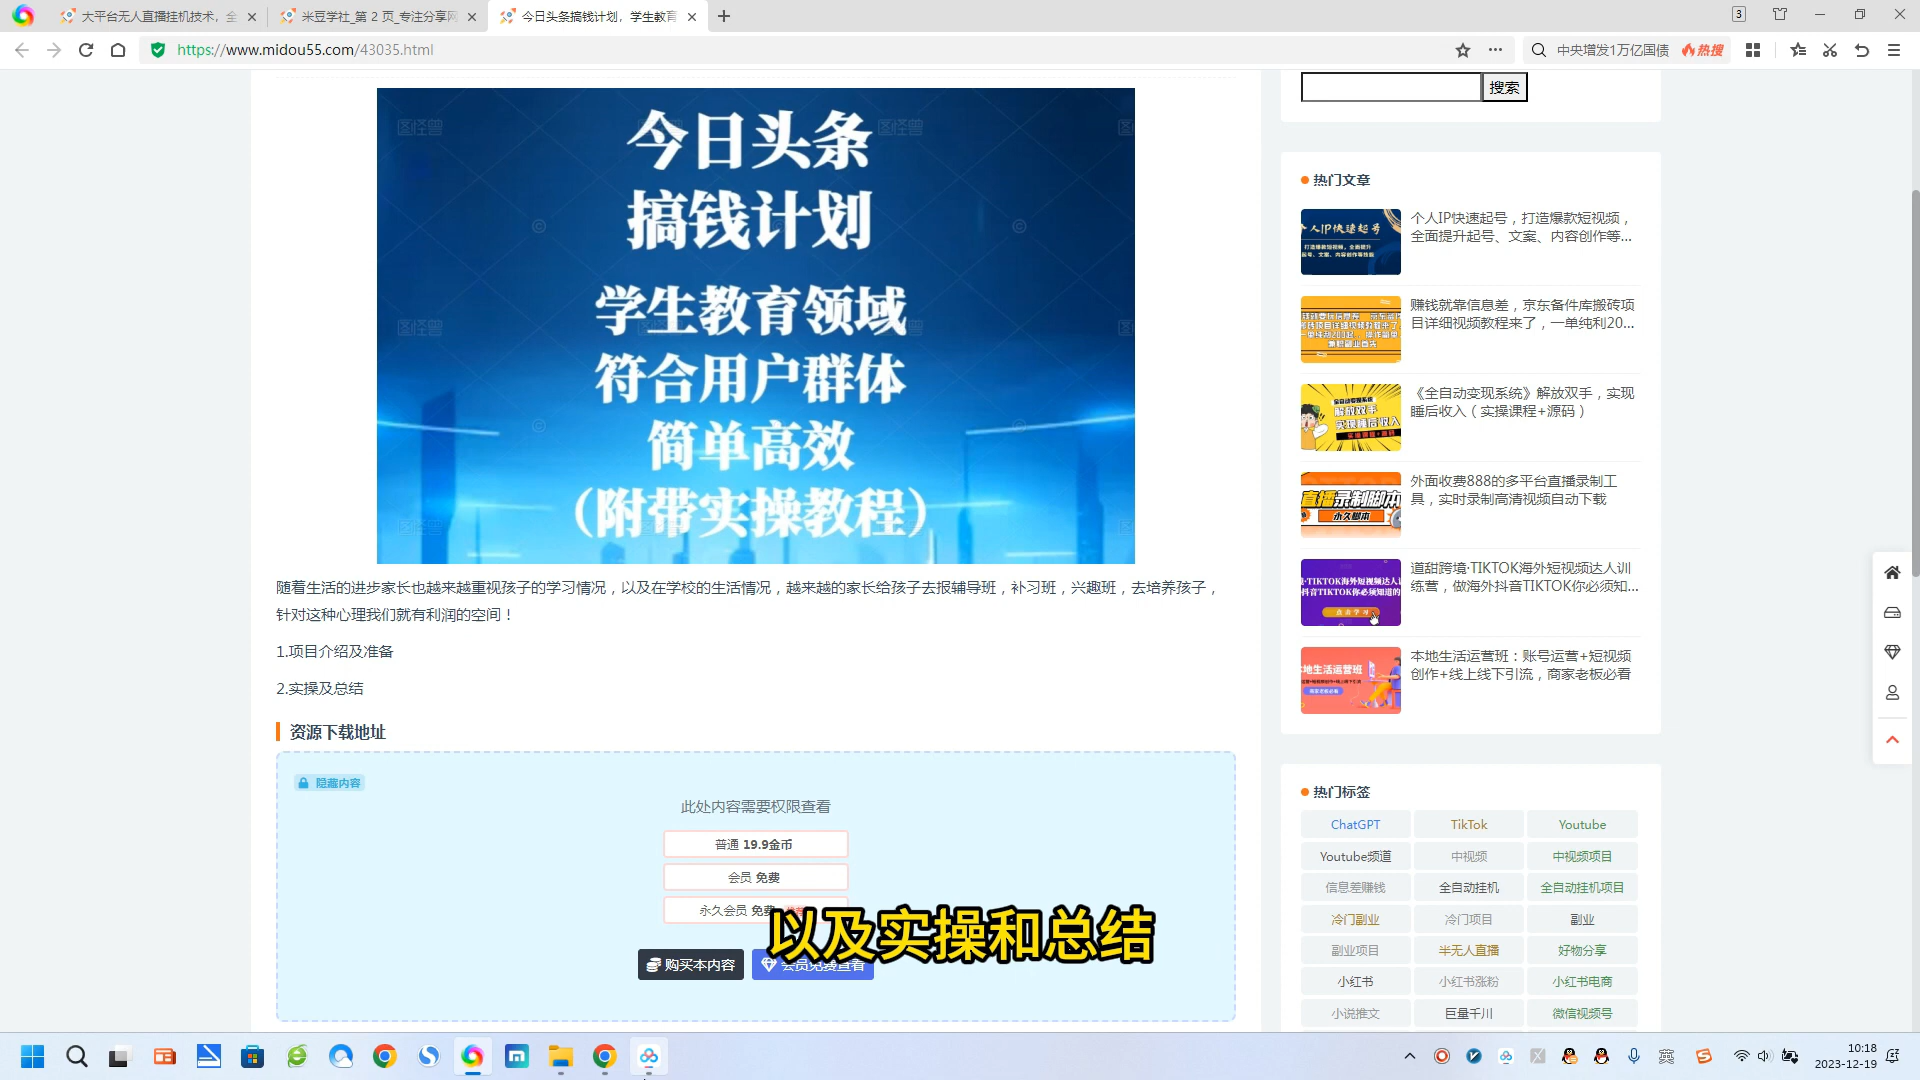 大平台无人直播挂机技术，全
米豆学社_第 2 页_专注分享网
今日头条搞钱计划，学生教育
3
https://www.midou55.com/43035.html
中央增发1万亿国债
热搜
今日头条
搞钱计划
学生教育领域
符合用户群体
简单高效
（附带实操教程）
随着生活的进步家长也越来越重视孩子的学习情况，以及在学校的生活情况，越来越的家长给孩子去报辅导班，补习班，兴趣班，去培养孩子，
针对这种心理我们就有利润的空间！
1.项目介绍及准备
2.实操及总结
资源下载地址
隐藏内容
此处内容需要权限查看
普通 19.9金币
会员 免费
永久会员 免费
购买本内容
会员免费查看
以及实操和总结
搜索
热门文章
个人IP快速起号，打造爆款短视频，
全面提升起号、文案、内容创作等...
赚钱就靠信息差，京东备件库搬砖项
目详细视频教程来了，一单纯利20...
《全自动变现系统》解放双手，实现
睡后收入（实操课程+源码）
外面收费888的多平台直播录制工
具，实时录制高清视频自动下载
道甜跨境·TIKTOK海外短视频达人训
练营，做海外抖音TIKTOK你必须知...
本地生活运营班：账号运营+短视频
创作+线上线下引流，商家老板必看
热门标签
ChatGPT
TikTok
Youtube
Youtube频道
中视频
中视频项目
信息差赚钱
全自动挂机
全自动挂机项目
冷门副业
冷门项目
副业
副业项目
半无人直播
好物分享
小红书
小红书涨粉
小红书电商
小说推文
巨量千川
微信视频号
英
10:18
2023-12-19